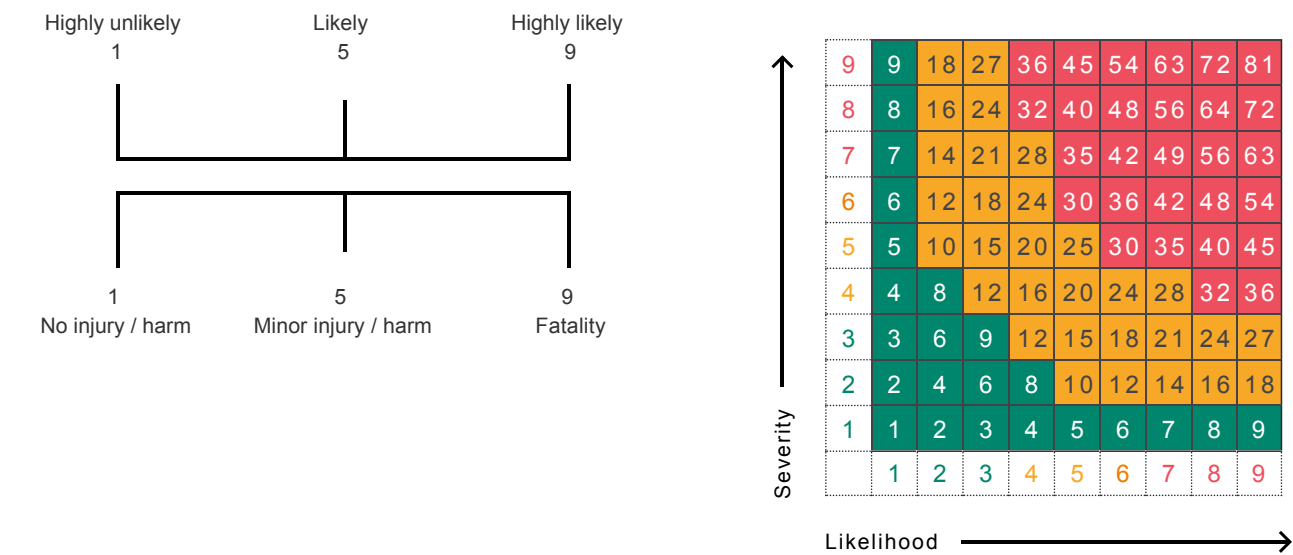 Highly unlikely Likely Highly likely
1 5 9
1 5 9
No injury / harm Minor injury / harm Fatality
9 9 18 27 36 45 54 63 72 81
8 8 16 24 32 40 48 56 64 72
7 7 14 21 28 35 42 49 56 63
6 6 12 18 24 30 36 42 48 54
5 5 10 15 20 25 30 35 40 45
4 4 8 12 16 20 24 28 32 36
3 3 6 9 12 15 18 21 24 27
2 2 4 6 8 10 12 14 16 18
1 1 2 3 4 5 6 7 8 9
1 2 3 4 5 6 7 8 9
Severity
Likelihood